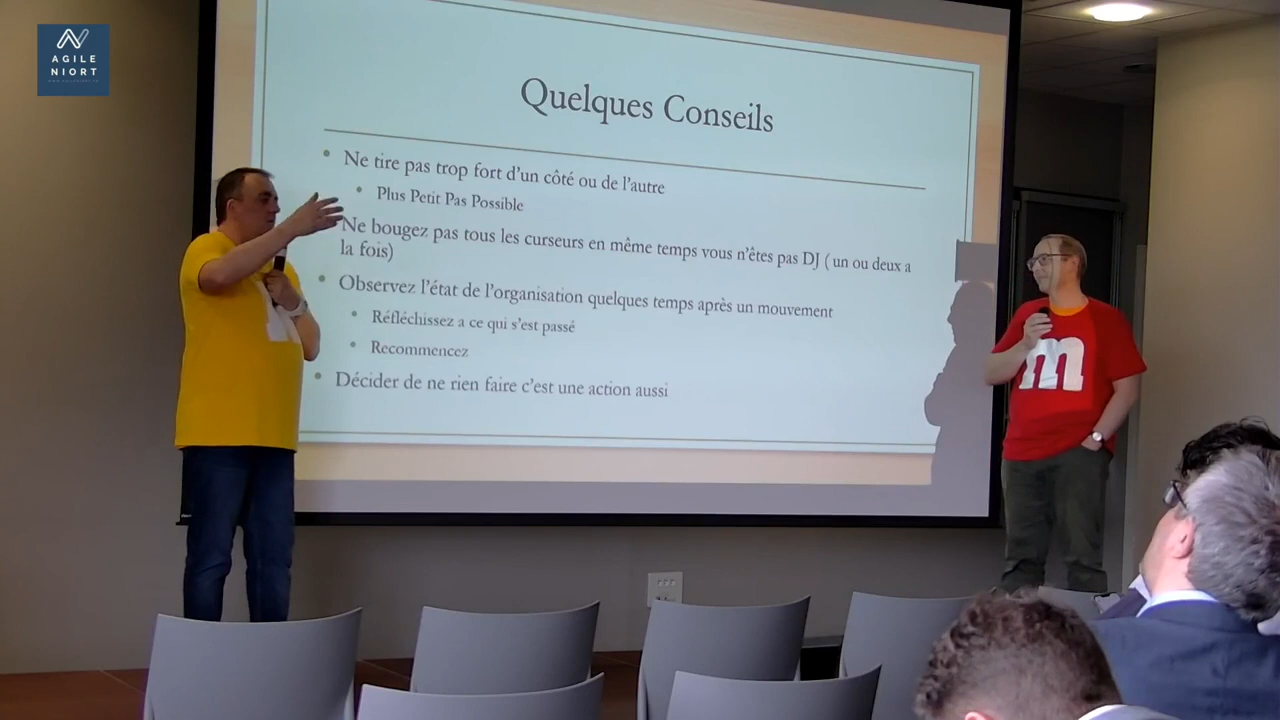 AGILE
NIORT
Quelques Conseils
Ne tire pas trop fort d'un côté ou de l'autre
Plus Petit Pas Possible
Ne bougez pas tous les curseurs en même temps vous n'êtes pas DJ ( un ou deux a
la fois)
Observez l'état de l'organisation quelques temps après un mouvement
Réfléchissez a ce qui s'est passé
Recommencez
Décider de ne rien faire c'est une action aussi
m